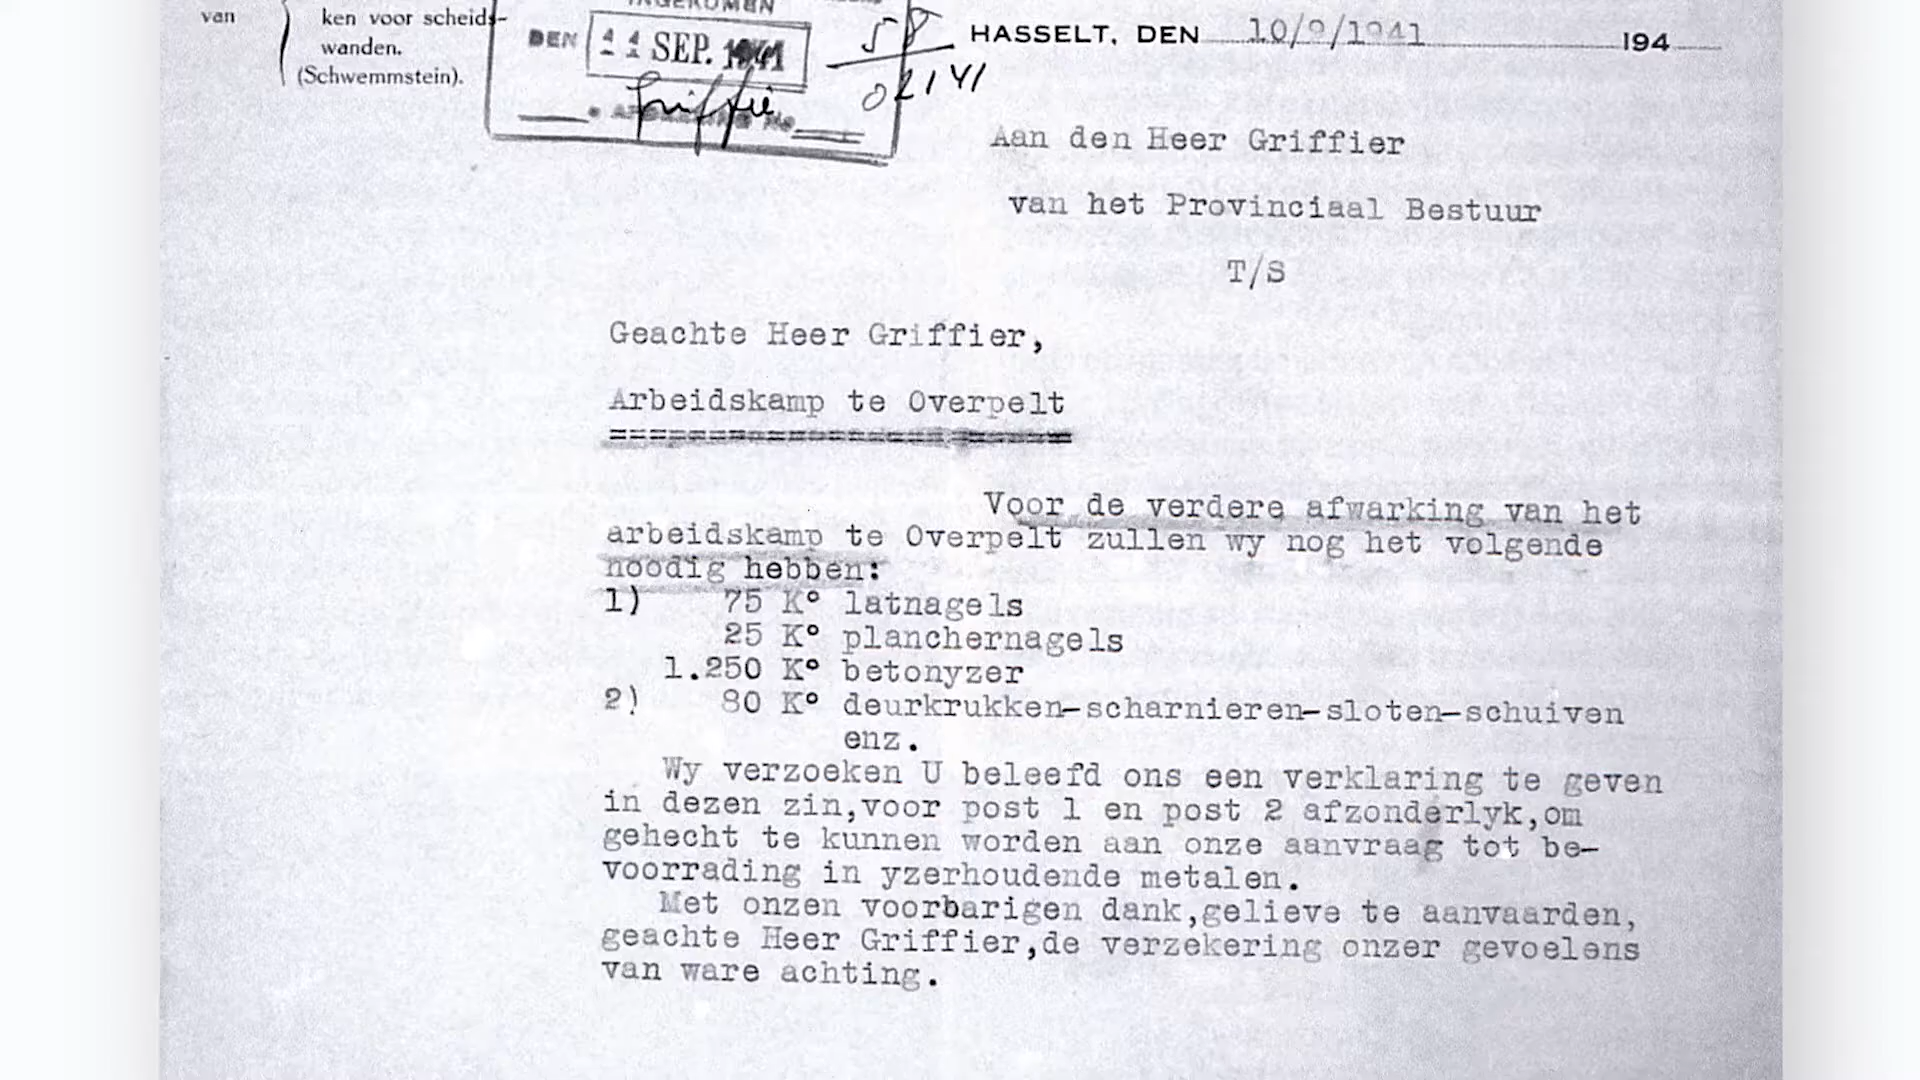 van
ken voor scheids-
wanden.
(Schwemmstein).
INGEKOMEN
DEN 11 SEP. 1941
Griffie
HASSELT, DEN 10/9/1941 194
Aan den Heer Griffier
van het Provinciaal Bestuur
T/S
Geachte Heer Griffier,
Arbeidskamp te Overpelt
=======================
Voor de verdere afwarking van het
arbeidskamp te Overpelt zullen wy nog het volgende
noodig hebben:
1) 75 K° latnagels
25 K° planchernagels
1.250 K° betonyzer
2) 80 K° deurkrukken-scharnieren-sloten-schuiven
enz.
Wy verzoeken U beleefd ons een verklaring te geven
in dezen zin,voor post 1 en post 2 afzonderlyk,om
gehecht te kunnen worden aan onze aanvraag tot be-
voorrading in yzerhoudende metalen.
Met onzen voorbarigen dank,gelieve te aanvaarden,
geachte Heer Griffier,de verzekering onzer gevoelens
van ware achting.